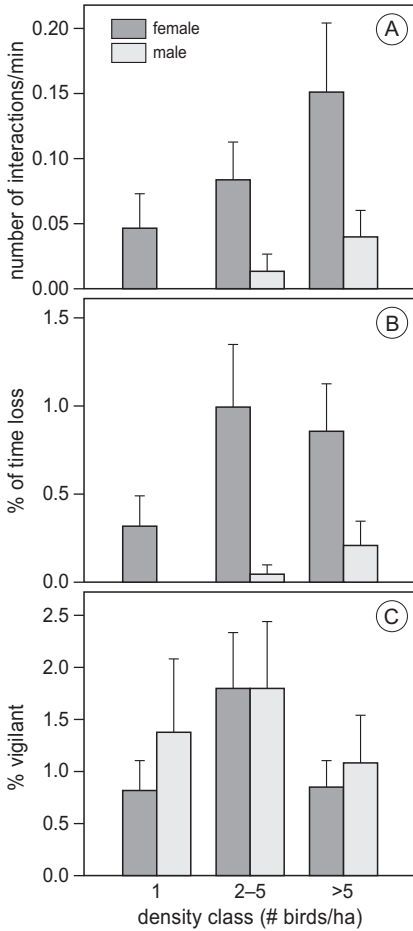 female
male
A
number of interactions/min
0.20
0.15
0.10
0.05
0.00
B
% of time loss
1.5
1.0
0.5
0.0
C
% vigilant
2.5
2.0
1.5
1.0
0.5
0.0
1 2–5 >5
density class (# birds/ha)